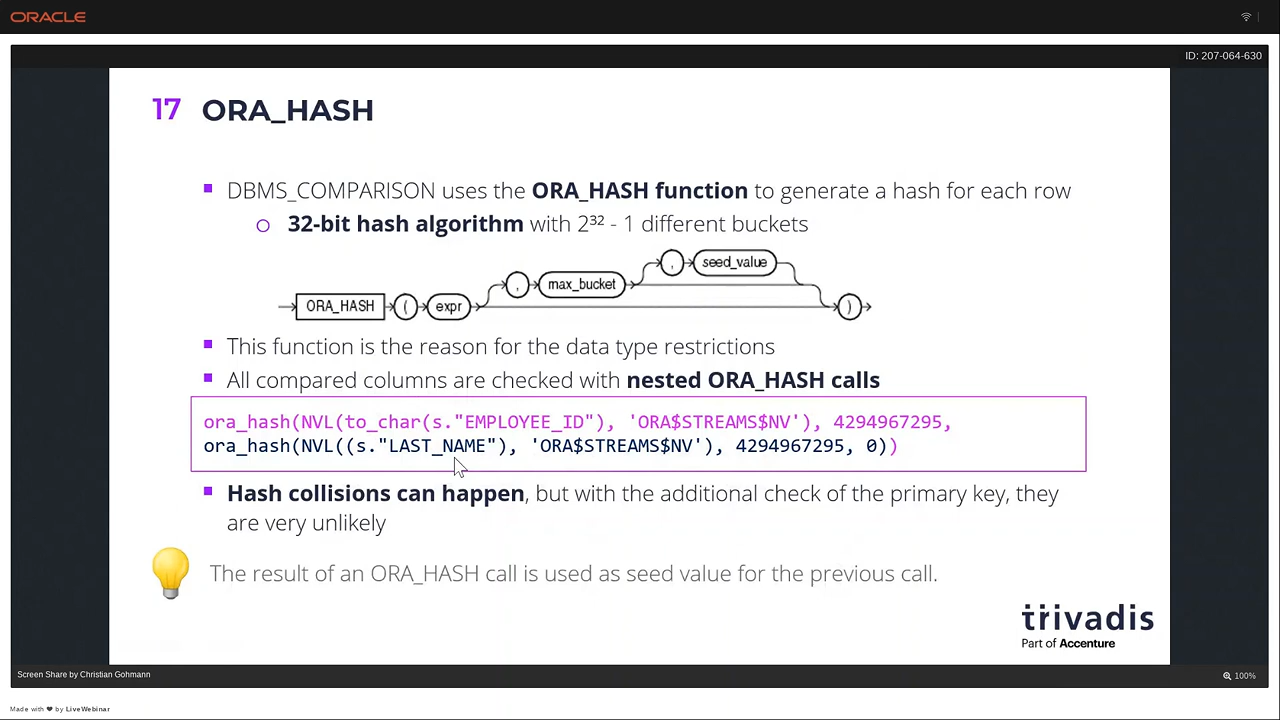 ORACLE
ID: 207-064-630
17 ORA_HASH
DBMS_COMPARISON uses the ORA_HASH function to generate a hash for each row
32-bit hash algorithm with 2³² - 1 different buckets
, seed_value
, max_bucket
ORA_HASH ( expr )
This function is the reason for the data type restrictions
All compared columns are checked with nested ORA_HASH calls
ora_hash(NVL(to_char(s."EMPLOYEE_ID"), 'ORA$STREAMS$NV'), 4294967295,
ora_hash(NVL((s."LAST_NAME"), 'ORA$STREAMS$NV'), 4294967295, 0))
Hash collisions can happen, but with the additional check of the primary key, they
are very unlikely
The result of an ORA_HASH call is used as seed value for the previous call.
trivadis
Part of Accenture
Screen Share by Christian Gohmann
100%
Made with ❤ by LiveWebinar